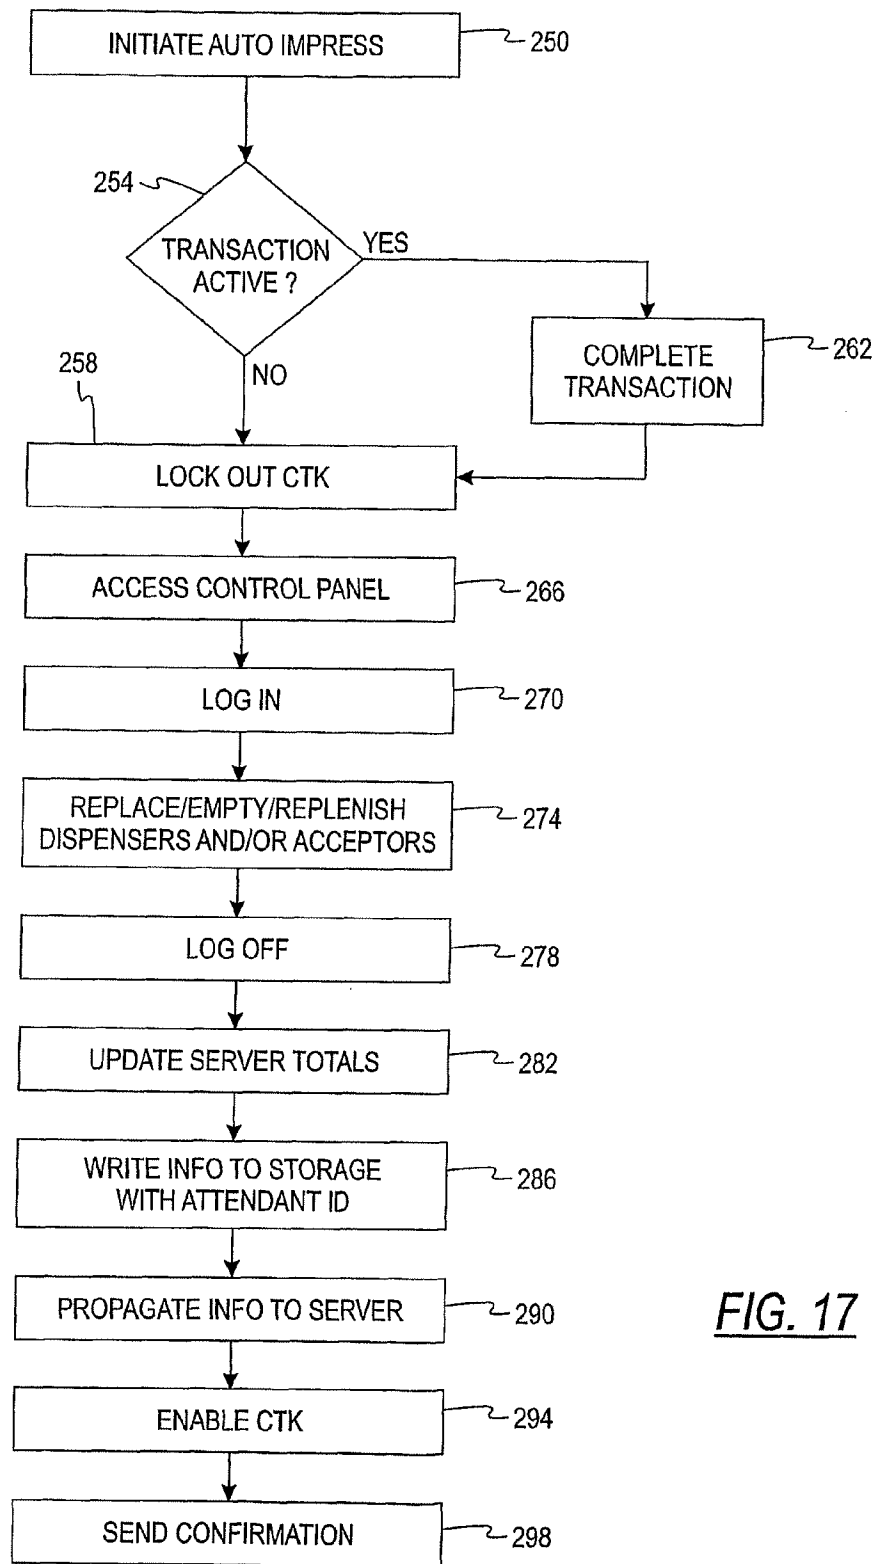 INITIATE AUTO IMPRESS
250
254
TRANSACTION
ACTIVE ?
YES
COMPLETE
TRANSACTION
262
NO
258
LOCK OUT CTK
ACCESS CONTROL PANEL
266
LOG IN
270
REPLACE/EMPTY/REPLENISH
DISPENSERS AND/OR ACCEPTORS
274
LOG OFF
278
UPDATE SERVER TOTALS
282
WRITE INFO TO STORAGE
WITH ATTENDANT ID
286
PROPAGATE INFO TO SERVER
290
ENABLE CTK
294
SEND CONFIRMATION
298
FIG. 17